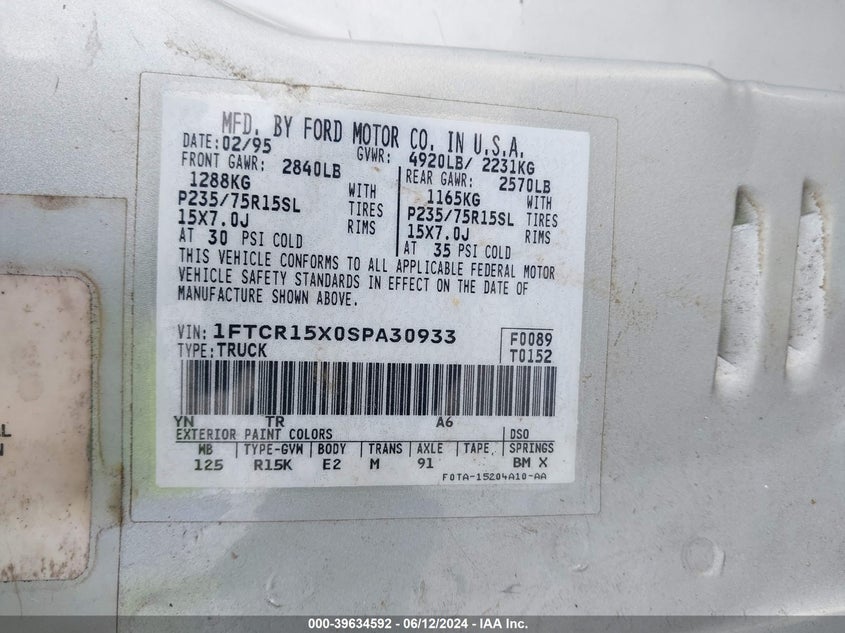 MFD. BY FORD MOTOR CO. IN U.S.A.
DATE: 02/95 GVWR: 4920LB/ 2231KG
FRONT GAWR: 2840LB REAR GAWR: 2570LB
1288KG WITH 1165KG WITH
P235/75R15SL TIRES P235/75R15SL TIRES
15X7.0J RIMS 15X7.0J RIMS
AT 30 PSI COLD AT 35 PSI COLD
THIS VEHICLE CONFORMS TO ALL APPLICABLE FEDERAL MOTOR
VEHICLE SAFETY STANDARDS IN EFFECT ON THE DATE OF
MANUFACTURE SHOWN ABOVE.
VIN: 1FTCR15X0SPA30933 F0089
TYPE: TRUCK T0152
YN TR A6
EXTERIOR PAINT COLORS DSO
WB TYPE-GVW BODY TRANS AXLE TAPE SPRINGS
125 R15K E2 M 91 BM X
F0TA-15204A10-AA
000-39634592 - 06/12/2024 - IAA Inc.